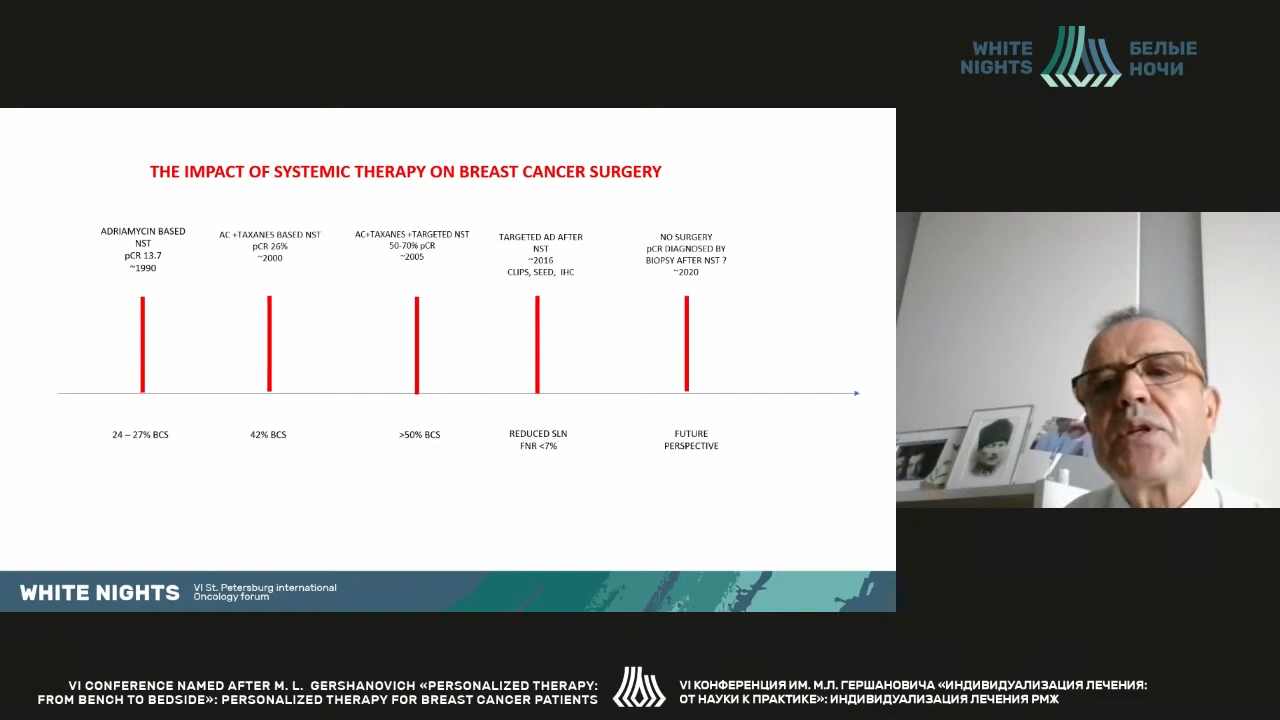 WHITE
NIGHTS
БЕЛЫЕ
НОЧИ
THE IMPACT OF SYSTEMIC THERAPY ON BREAST CANCER SURGERY
ADRIAMYCIN BASED
NST
pCR 13.7
~1990
AC +TAXANES BASED NST
pCR 26%
~2000
AC+TAXANES +TARGETED NST
50-70% pCR
~2005
TARGETED AD AFTER
NST
~2016
CLIPS, SEED, IHC
NO SURGERY
pCR DIAGNOSED BY
BIOPSY AFTER NST ?
~2020
24 – 27% BCS
42% BCS
>50% BCS
REDUCED SLN
FNR <7%
FUTURE
PERSPECTIVE
WHITE NIGHTS
VI St. Petersburg international
Oncology forum
VI CONFERENCE NAMED AFTER M. L. GERSHANOVICH «PERSONALIZED THERAPY:
FROM BENCH TO BEDSIDE»: PERSONALIZED THERAPY FOR BREAST CANCER PATIENTS
VI КОНФЕРЕНЦИЯ ИМ. М.Л. ГЕРШАНОВИЧА «ИНДИВИДУАЛИЗАЦИЯ ЛЕЧЕНИЯ:
ОТ НАУКИ К ПРАКТИКЕ»: ИНДИВИДУАЛИЗАЦИЯ ЛЕЧЕНИЯ РМЖ